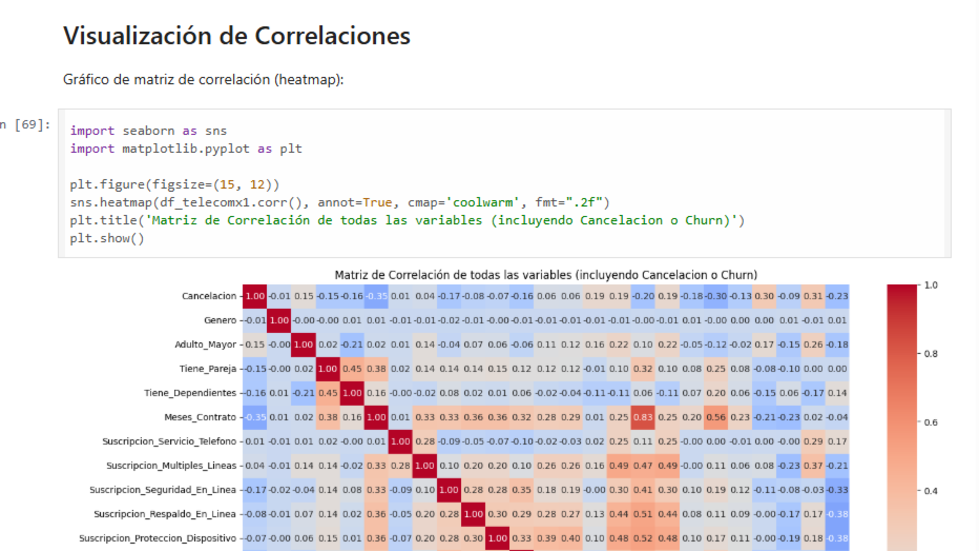 Visualización de Correlaciones
Gráfico de matriz de correlación (heatmap):
n [69]:
import seaborn as sns
import matplotlib.pyplot as plt
plt.figure(figsize=(15, 12))
sns.heatmap(df_telecomx1.corr(), annot=True, cmap='coolwarm', fmt=".2f")
plt.title('Matriz de Correlación de todas las variables (incluyendo Cancelacion o Churn)')
plt.show()
Matriz de Correlación de todas las variables (incluyendo Cancelacion o Churn)
Cancelacion 1.00 -0.01 0.15 -0.15 -0.16 -0.35 0.01 0.04 -0.17 -0.08 -0.07 -0.16 0.06 0.06 0.19 0.19 -0.20 0.19 -0.18 -0.30 -0.13 0.30 -0.09 0.31 -0.23 1.0
Genero -0.01 1.00 -0.00 -0.00 0.01 0.01 -0.01 -0.01 -0.02 -0.01 -0.00 -0.01 -0.01 -0.01 -0.01 -0.01 -0.00 -0.01 0.01 -0.00 0.00 0.00 0.01 -0.01 0.01
Adulto_Mayor 0.15 -0.00 1.00 0.02 -0.21 0.02 0.01 0.14 -0.04 0.07 0.06 -0.06 0.11 0.12 0.16 0.22 0.10 0.22 -0.05 -0.12 -0.02 0.17 -0.15 0.26 -0.18
0.8
Tiene_Pareja -0.15 -0.00 0.02 1.00 0.45 0.38 0.02 0.14 0.14 0.14 0.15 0.12 0.12 0.12 -0.01 0.10 0.32 0.10 0.08 0.25 0.08 -0.08 -0.10 0.00 0.00
Tiene_Dependientes -0.16 0.01 -0.21 0.45 1.00 0.16 -0.00 -0.02 0.08 0.02 0.01 0.06 -0.02 -0.04 -0.11 -0.11 0.06 -0.11 0.07 0.20 0.06 -0.15 0.06 -0.17 0.14
Meses_Contrato -0.35 0.01 0.02 0.38 0.16 1.00 0.01 0.33 0.33 0.36 0.36 0.32 0.28 0.29 0.01 0.25 0.83 0.25 0.20 0.56 0.23 -0.21 -0.23 0.02 -0.04
0.6
Suscripcion_Servicio_Telefono 0.01 -0.01 0.01 0.02 -0.00 0.01 1.00 0.28 -0.09 -0.05 -0.07 -0.10 -0.02 -0.03 0.02 0.25 0.11 0.25 -0.00 -0.00 -0.01 0.00 -0.00 0.29 0.17
Suscripcion_Multiples_Lineas 0.04 -0.01 0.14 0.14 -0.02 0.33 0.28 1.00 0.10 0.20 0.20 0.10 0.26 0.26 0.16 0.49 0.47 0.49 -0.00 0.11 0.06 0.08 -0.23 0.37 -0.21
Suscripcion_Seguridad_En_Linea -0.17 -0.02 -0.04 0.14 0.08 0.33 -0.09 0.10 1.00 0.28 0.28 0.35 0.18 0.19 -0.00 0.30 0.41 0.30 0.10 0.19 0.12 -0.11 -0.08 -0.03 -0.33
0.4
Suscripcion_Respaldo_En_Linea -0.08 -0.01 0.07 0.14 0.02 0.36 -0.05 0.20 0.28 1.00 0.30 0.29 0.28 0.27 0.13 0.44 0.51 0.44 0.08 0.11 0.09 -0.00 -0.17 0.17 -0.38
Suscripcion_Proteccion_Dispositivo -0.07 -0.00 0.06 0.15 0.01 0.36 -0.07 0.20 0.28 0.30 1.00 0.33 0.39 0.40 0.10 0.48 0.52 0.48 0.10 0.17 0.11 -0.00 -0.19 0.18 -0.38